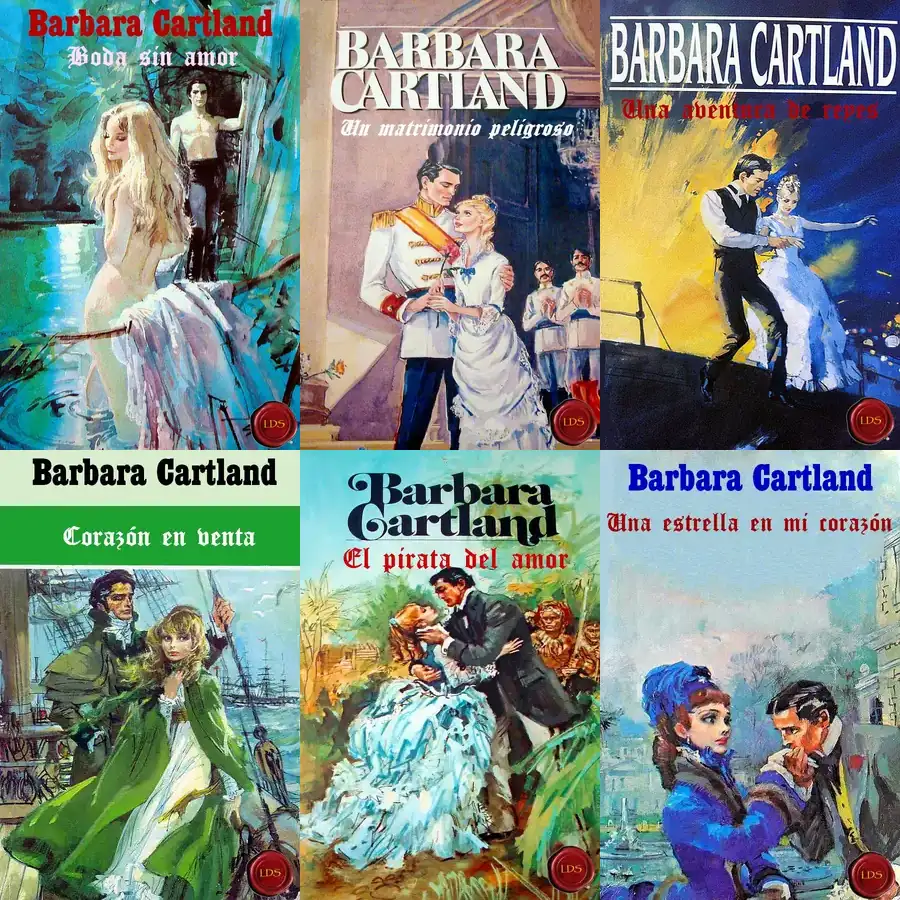 Barbara Cartland
Boda sin amor
LDS
BARBARA
CARTLAND
Un matrimonio peligroso
LDS
BARBARA CARTLAND
Una aventura de reyes
LDS
Barbara Cartland
Corazón en venta
LDS
Barbara
Cartland
El pirata del amor
LDS
Barbara Cartland
Una estrella en mi corazón
LDS